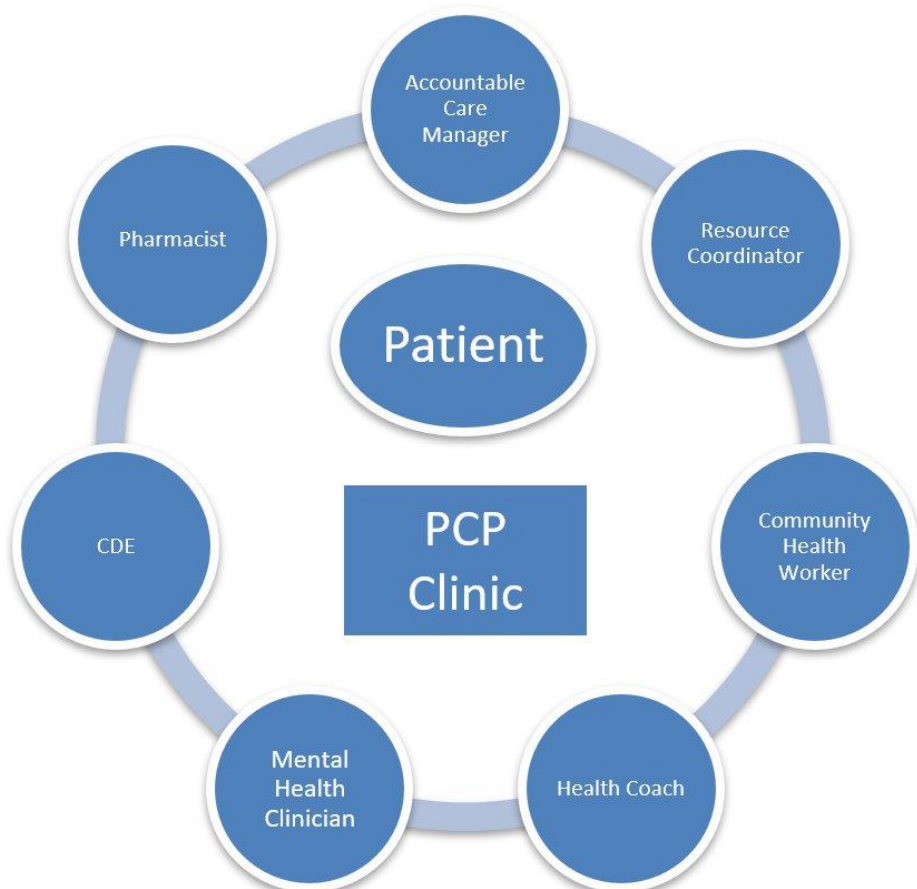 Accountable
Care
Manager
Pharmacist
Resource
Coordinator
Patient
CDE
PCP
Clinic
Community
Health
Worker
Mental
Health
Clinician
Health Coach